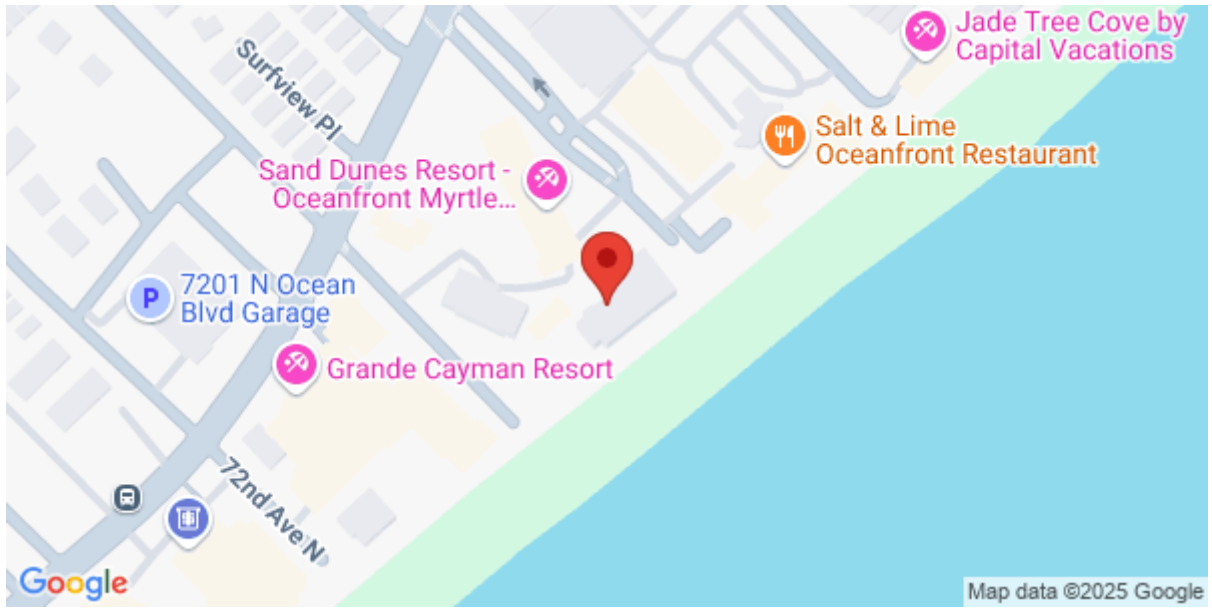 Jade Tree Cove by
Capital Vacations
Surfview Pl
Salt & Lime
Oceanfront Restaurant
Sand Dunes Resort -
Oceanfront Myrtle...
P
7201 N Ocean
Blvd Garage
Grande Cayman Resort
72nd Ave N
Google
Map data ©2025 Google